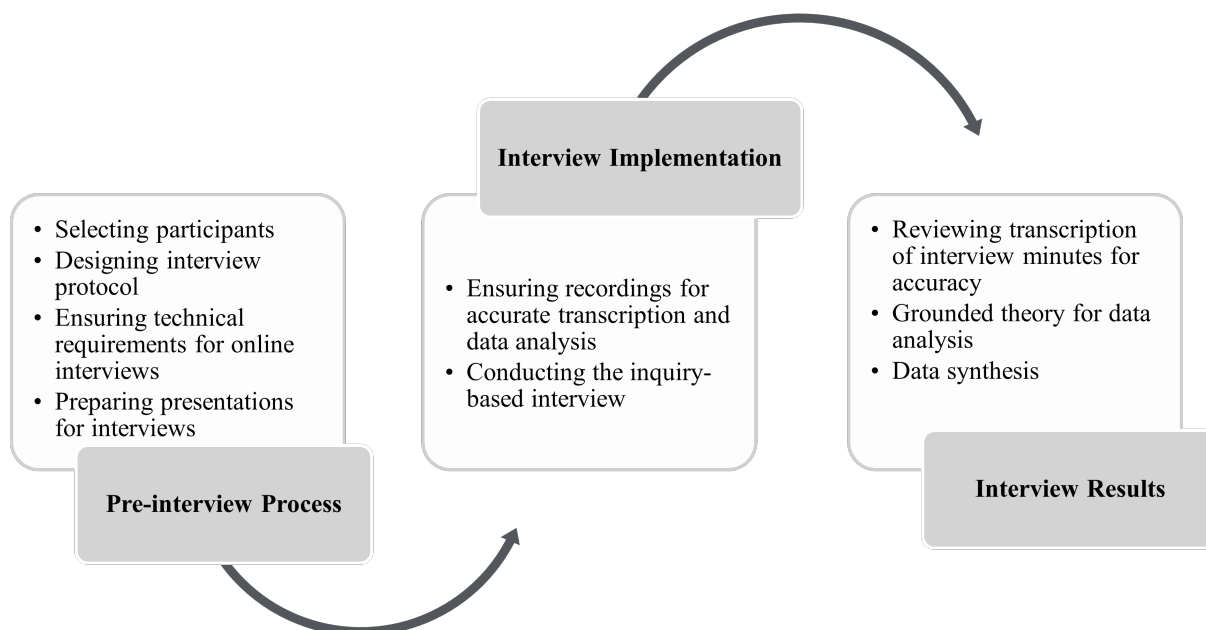 • Selecting participants
• Designing interview
protocol
• Ensuring technical
requirements for online
interviews
• Preparing presentations
for interviews
Pre-interview Process
Interview Implementation
• Ensuring recordings for
accurate transcription and
data analysis
• Conducting the inquiry-
based interview
• Reviewing transcription
of interview minutes for
accuracy
• Grounded theory for data
analysis
• Data synthesis
Interview Results